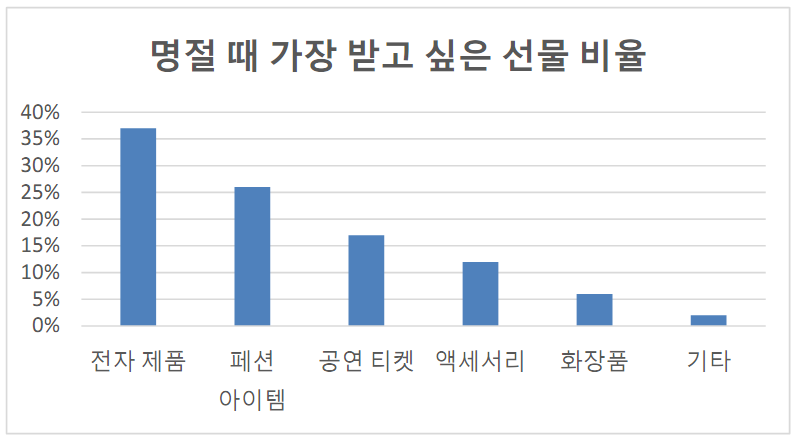 명절 때 가장 받고 싶은 선물 비율
40%
35%
30%
25%
20%
15%
10%
5%
0%
전자 제품
패션
아이템
공연 티켓
액세서리
화장품
기타